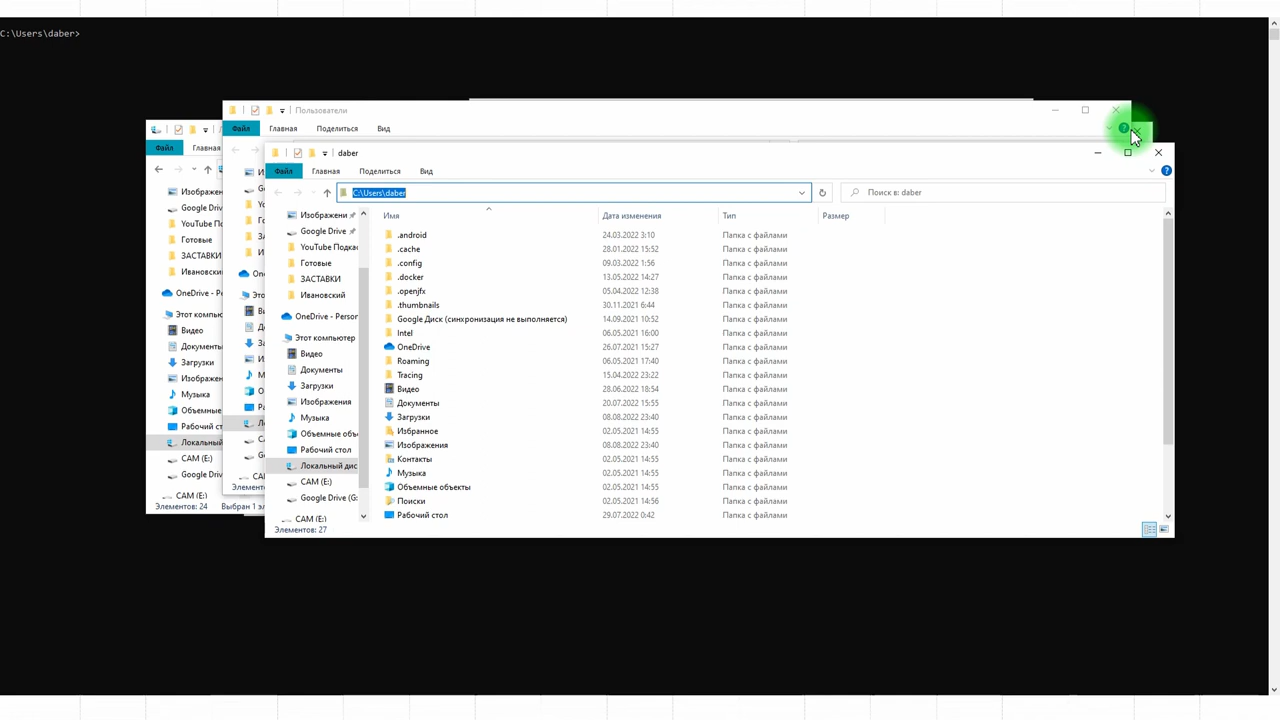 C:\Users\daber>
Пользователи
Файл
Главная
Поделиться
Вид
Файл
Главная
Изображен
Google Driv
YouTube По
Готовые
ЗАСТАВКИ
Ивановски
OneDrive - P
Этот компью
Видео
Документы
Загрузки
Изображен
Музыка
Объемные
Рабочий ст
Локальный
CAM (E:)
Google Driv
CAM (E:)
Элементов: 24
Выбран 1 эл
daber
Файл
Главная
Поделиться
Вид
C:\Users\daber
Поиск в: daber
Изображени
Google Drive
YouTube Подка
Готовые
ЗАСТАВКИ
Ивановский
OneDrive - Person
Этот компьютер
Видео
Документы
Загрузки
Изображения
Музыка
Объемные объ
Рабочий стол
Локальный дис
CAM (E:)
Google Drive (G:
CAM (E:)
Имя Дата изменения Тип Размер
.android 24.03.2022 3:10 Папка с файлами
.cache 28.01.2022 15:52 Папка с файлами
.config 09.03.2022 1:56 Папка с файлами
.docker 13.05.2022 14:27 Папка с файлами
.openjfx 05.04.2022 12:38 Папка с файлами
.thumbnails 30.11.2021 6:44 Папка с файлами
Google Диск (синхронизация не выполняется) 14.09.2021 10:52 Папка с файлами
Intel 06.05.2021 16:00 Папка с файлами
OneDrive 26.07.2021 15:27 Папка с файлами
Roaming 06.05.2021 17:40 Папка с файлами
Tracing 15.04.2022 23:22 Папка с файлами
Видео 28.06.2022 18:54 Папка с файлами
Документы 20.07.2022 15:55 Папка с файлами
Загрузки 08.08.2022 23:40 Папка с файлами
Избранное 02.05.2021 14:55 Папка с файлами
Изображения 08.08.2022 23:40 Папка с файлами
Контакты 02.05.2021 14:55 Папка с файлами
Музыка 02.05.2021 14:55 Папка с файлами
Объемные объекты 02.05.2021 14:55 Папка с файлами
Поиски 02.05.2021 14:56 Папка с файлами
Рабочий стол 29.07.2022 0:42 Папка с файлами
Элементов: 27